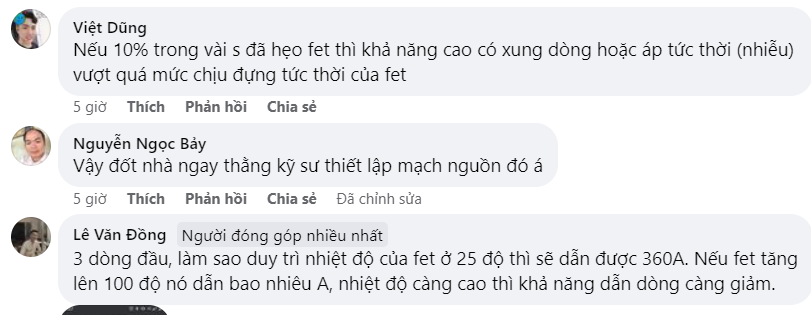 Việt Dũng
Nếu 10% trong vài s đã hẹo fet thì khả năng cao có xung dòng hoặc áp tức thời (nhiễu)
vượt quá mức chịu đựng tức thời của fet
5 giờ Thích Phản hồi Chia sẻ
Nguyễn Ngọc Bảy
Vậy đốt nhà ngay thằng kỹ sư thiết lập mạch nguồn đó á
5 giờ Thích Phản hồi Chia sẻ Đã chỉnh sửa
Lê Văn Đồng Người đóng góp nhiều nhất
3 dòng đầu, làm sao duy trì nhiệt độ của fet ở 25 độ thì sẽ dẫn được 360A. Nếu fet tăng
lên 100 độ nó dẫn bao nhiêu A, nhiệt độ càng cao thì khả năng dẫn dòng càng giảm.